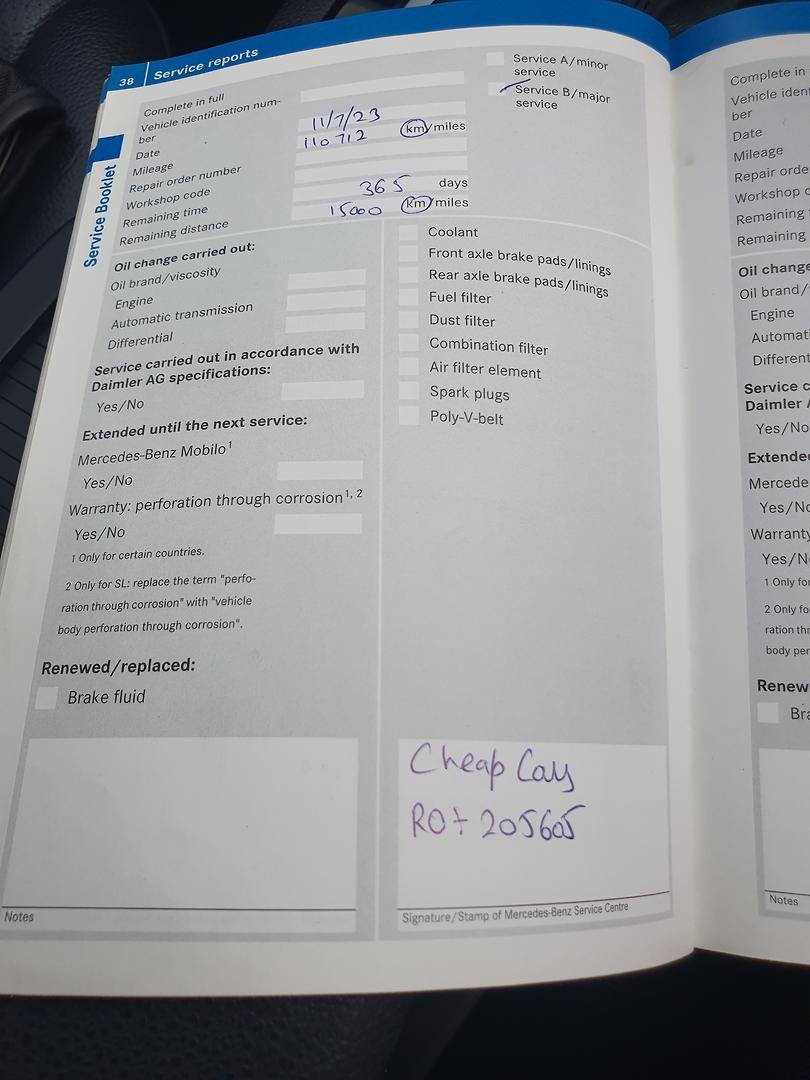 38 Service reports
Service Booklet
Complete in full
Vehicle identification num-
ber
Date 11/7/23
Mileage 110712 km/miles
Repair order number
Workshop code
Remaining time 365 days
Remaining distance 15000 km/miles
Service A/minor
service
Service B/major
service
Oil change carried out:
Oil brand/viscosity
Engine
Automatic transmission
Differential
Service carried out in accordance with
Daimler AG specifications:
Yes/No
Extended until the next service:
Mercedes-Benz Mobilo1
Yes/No
Warranty: perforation through corrosion1, 2
Yes/No
1 Only for certain countries.
2 Only for SL: replace the term "perfo-
ration through corrosion" with "vehicle
body perforation through corrosion".
Renewed/replaced:
Brake fluid
Coolant
Front axle brake pads/linings
Rear axle brake pads/linings
Fuel filter
Dust filter
Combination filter
Air filter element
Spark plugs
Poly-V-belt
Notes
Cheap Cars
205605
Signature/Stamp of Mercedes-Benz Service Centre
Complete in
Vehicle ident
ber
Date
Mileage
Repair orde
Workshop c
Remaining
Remaining
Oil change
Oil brand/
Engine
Automat
Different
Service c
Daimler
Yes/No
Extende
Mercede
Yes/No
Warranty
Yes/N
1 Only for
2 Only fo
ration thr
body per
Renew
Bra
Notes